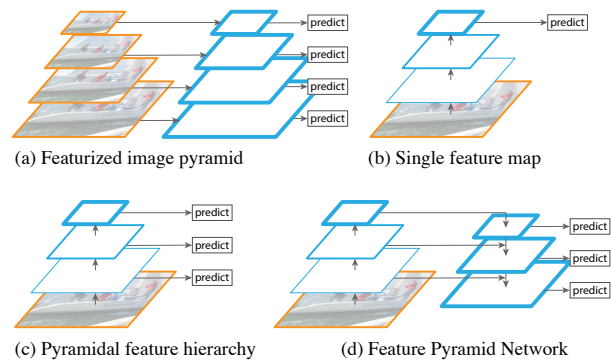 predict
predict
predict
predict
predict
(a) Featurized image pyramid
(b) Single feature map
predict
predict
predict
predict
predict
predict
(c) Pyramidal feature hierarchy
(d) Feature Pyramid Network